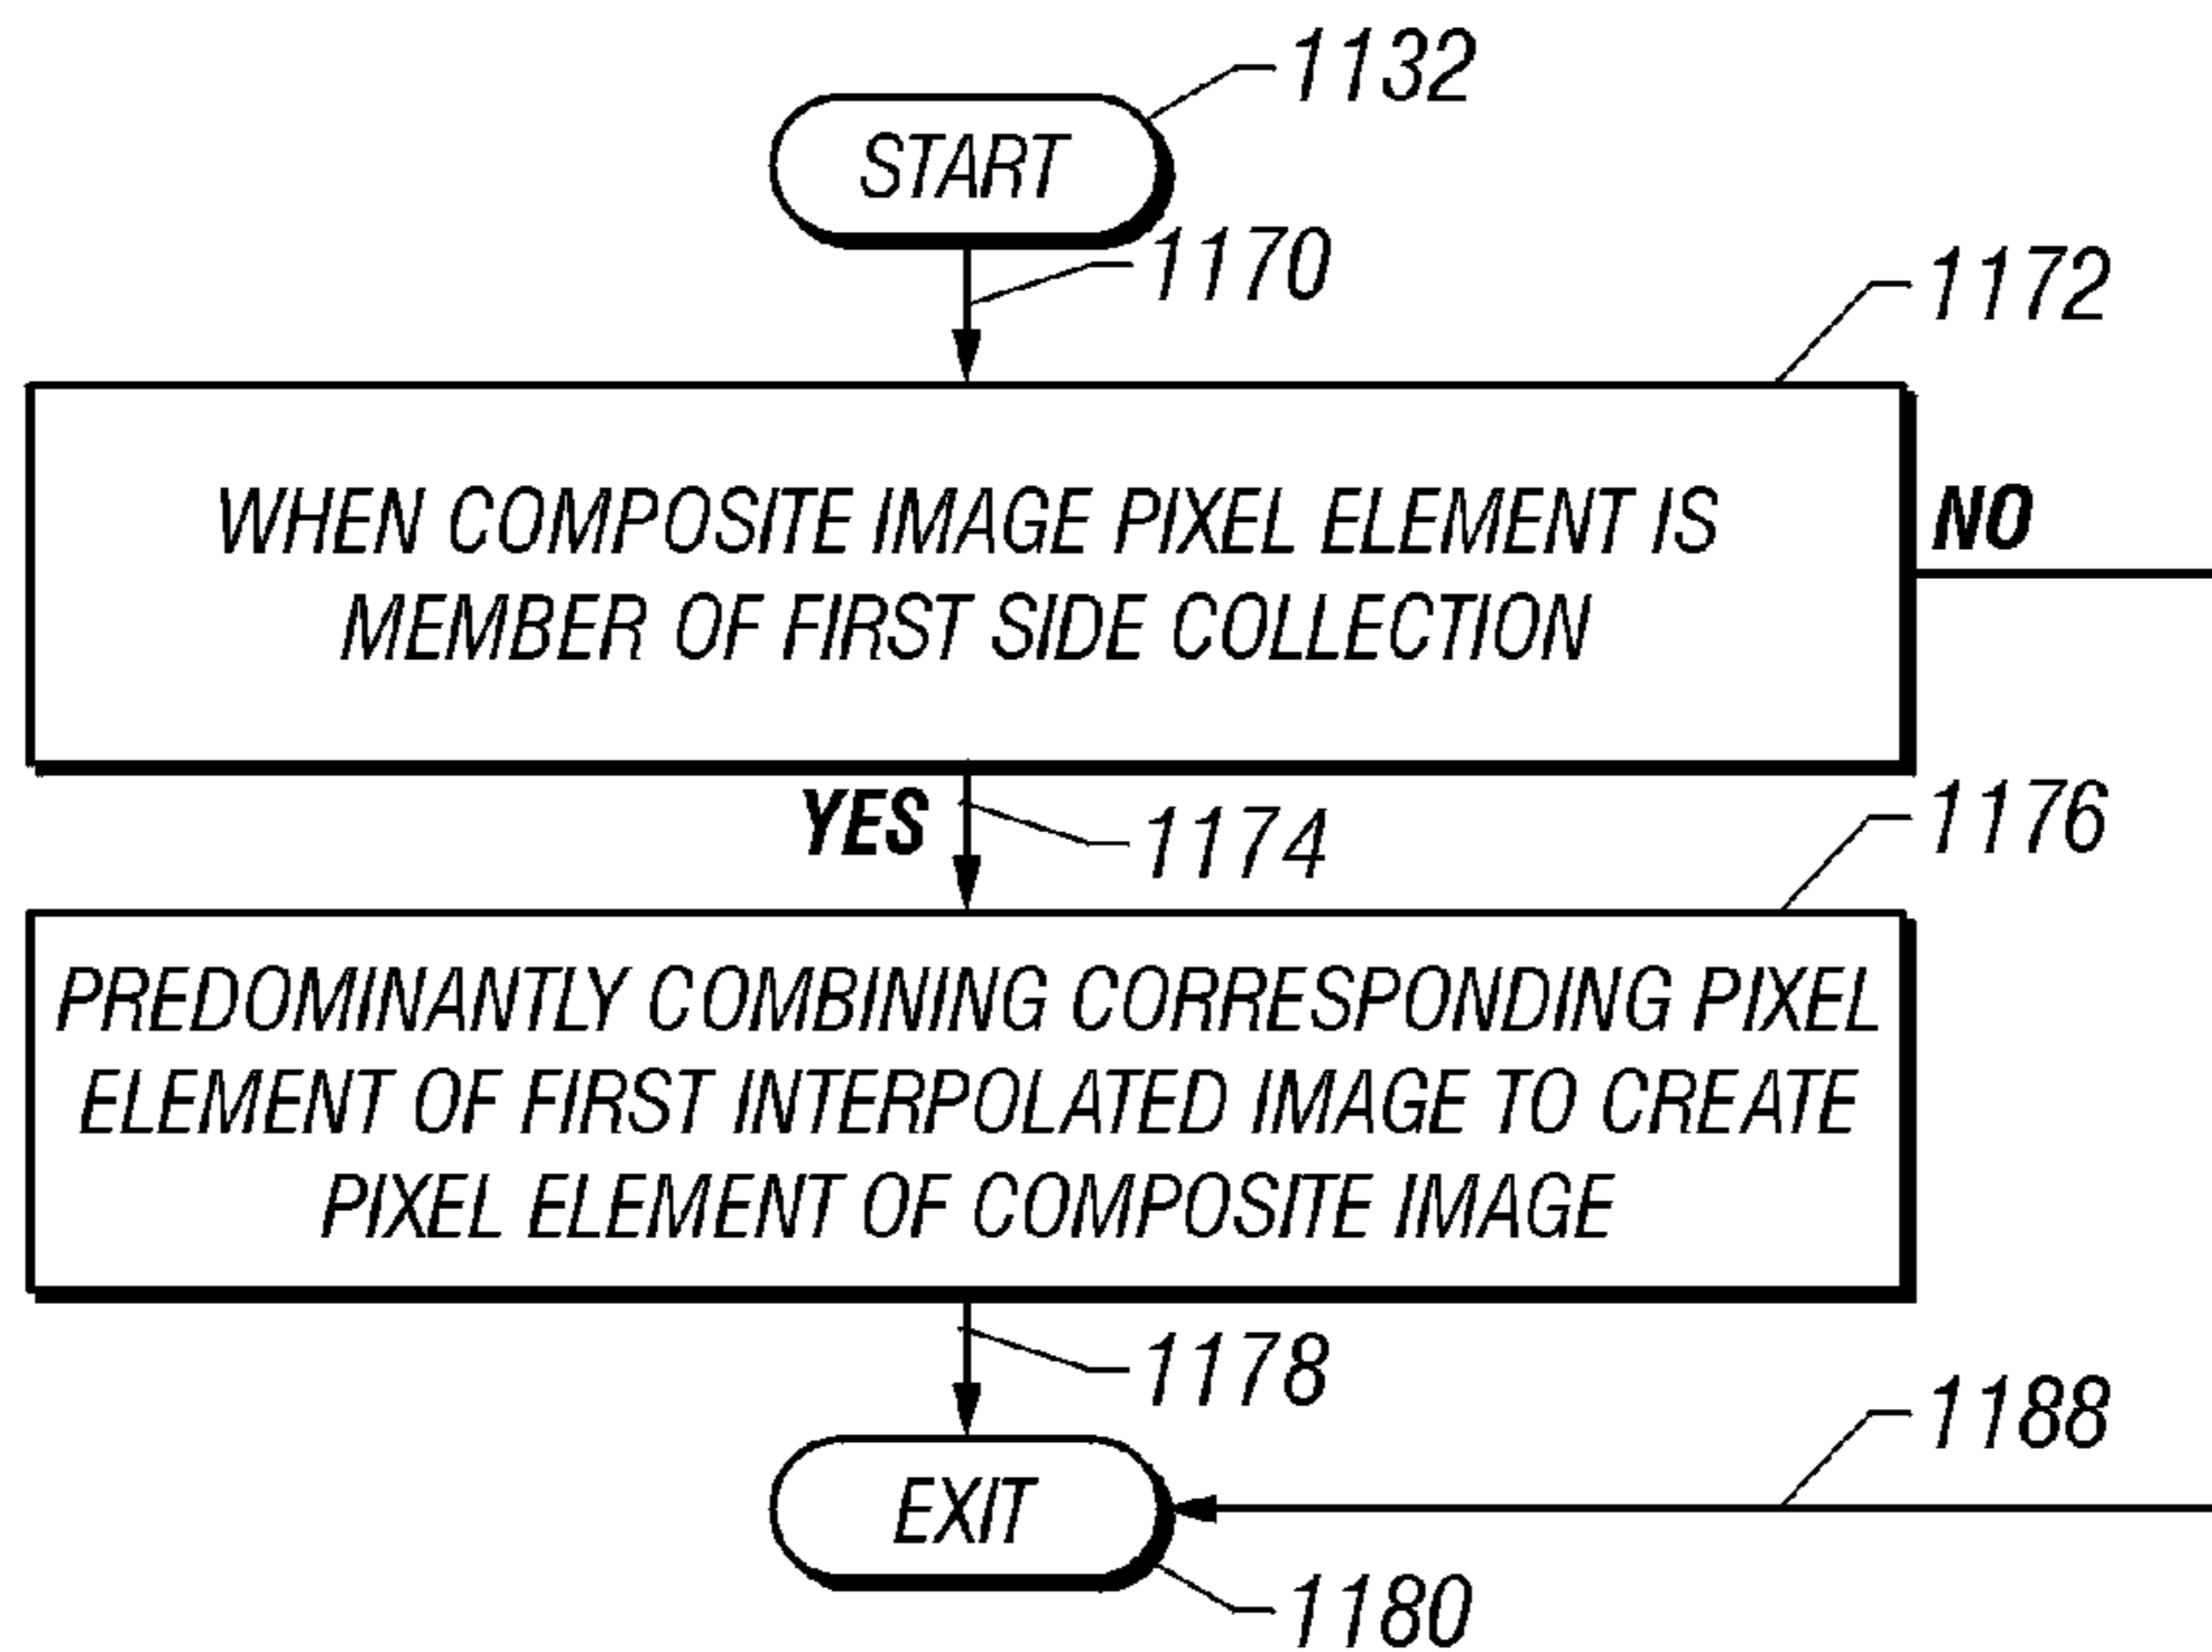 1132
START
1170
1172
WHEN COMPOSITE IMAGE PIXEL ELEMENT IS
MEMBER OF FIRST SIDE COLLECTION
NO
YES
1174
1176
PREDOMINANTLY COMBINING CORRESPONDING PIXEL
ELEMENT OF FIRST INTERPOLATED IMAGE TO CREATE
PIXEL ELEMENT OF COMPOSITE IMAGE
1178
1188
EXIT
1180